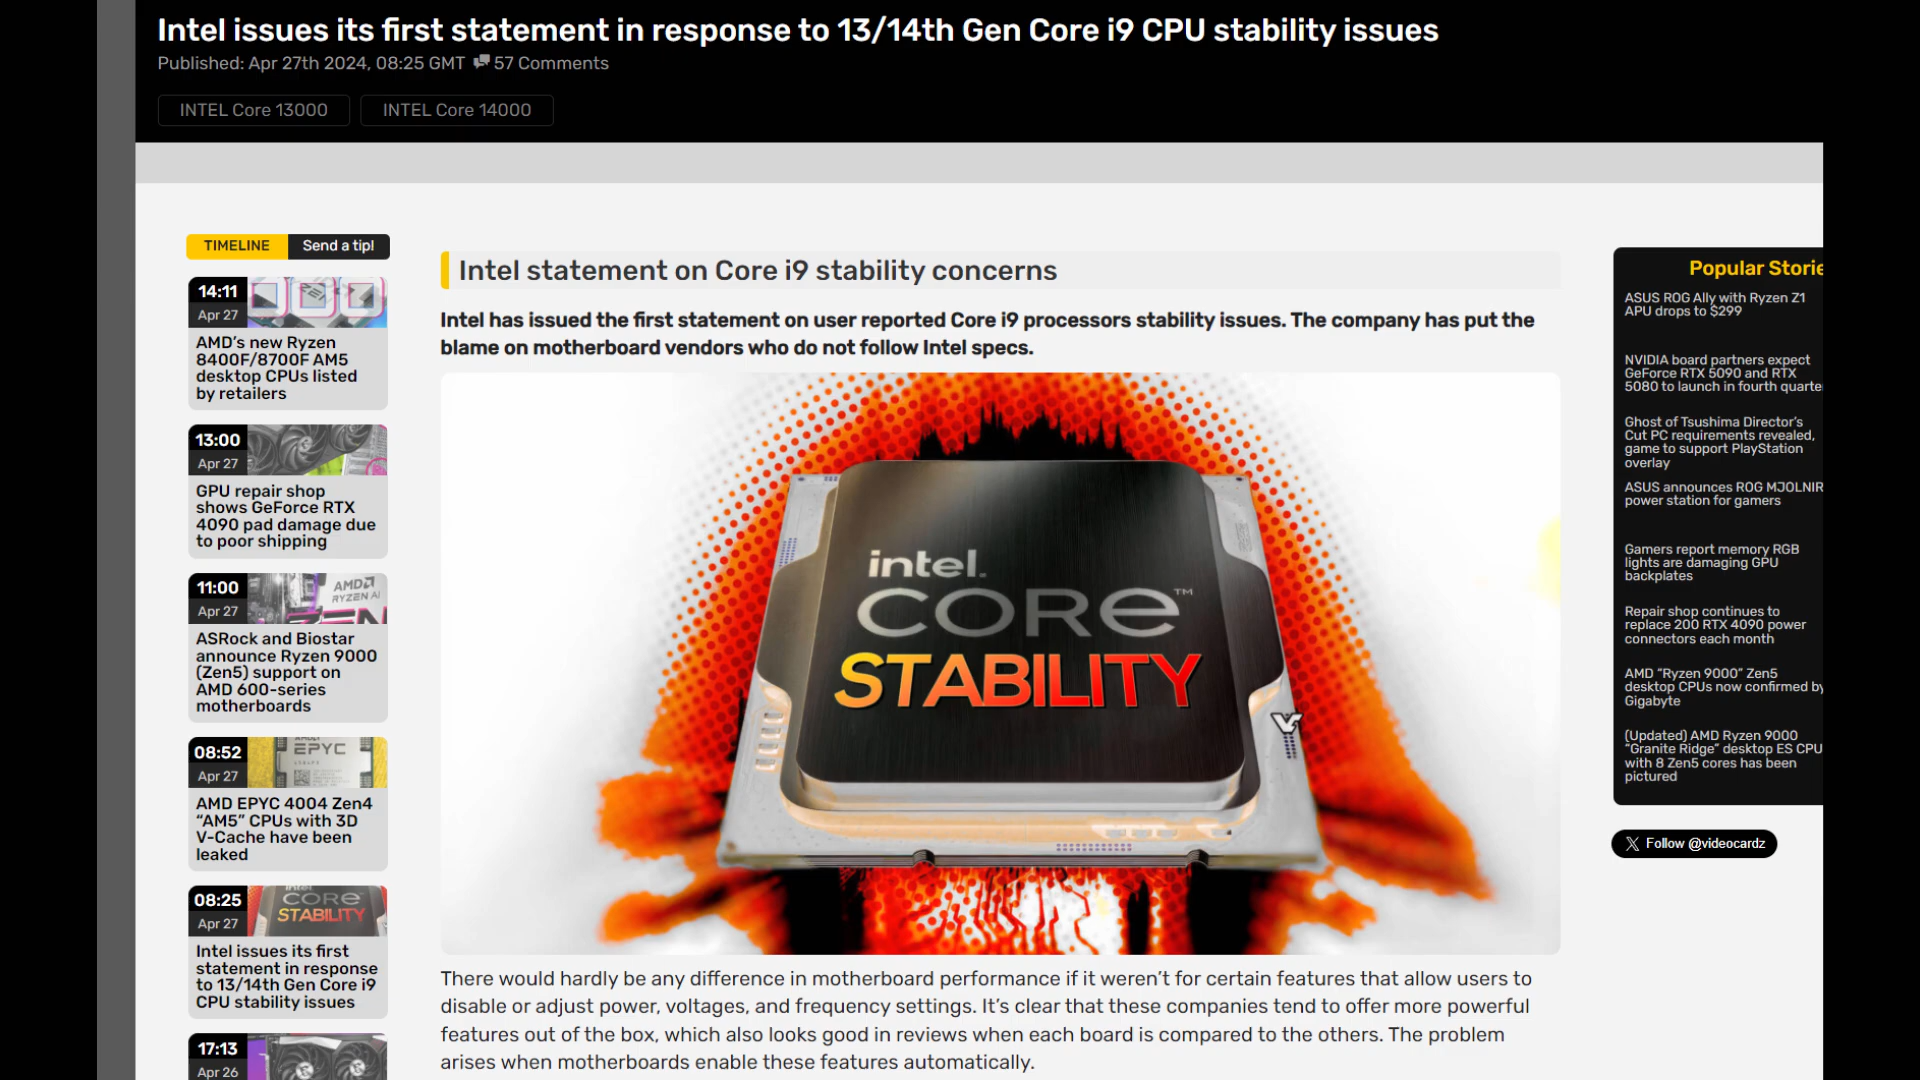 Intel issues its first statement in response to 13/14th Gen Core i9 CPU stability issues
Published: Apr 27th 2024, 08:25 GMT 57 Comments
INTEL Core 13000 INTEL Core 14000
TIMELINE Send a tip!
14:11
Apr 27
AMD's new Ryzen
8400F/8700F AM5
desktop CPUs listed
by retailers
13:00
Apr 27
GPU repair shop
shows GeForce RTX
4090 pad damage due
to poor shipping
11:00
Apr 27
AMD
RYZEN AI
ZEN
ASRock and Biostar
announce Ryzen 9000
(Zen5) support on
AMD 600-series
motherboards
08:52
Apr 27
EPYC
AMD EPYC 4004 Zen4
“AM5” CPUs with 3D
V-Cache have been
leaked
08:25
Apr 27
intel
CORE
STABILITY
Intel issues its first
statement in response
to 13/14th Gen Core i9
CPU stability issues
17:13
Apr 26
Intel statement on Core i9 stability concerns
Intel has issued the first statement on user reported Core i9 processors stability issues. The company has put the
blame on motherboard vendors who do not follow Intel specs.
intel.
CORE™
STABILITY
There would hardly be any difference in motherboard performance if it weren't for certain features that allow users to
disable or adjust power, voltages, and frequency settings. It's clear that these companies tend to offer more powerful
features out of the box, which also looks good in reviews when each board is compared to the others. The problem
arises when motherboards enable these features automatically.
Popular Storie
ASUS ROG Ally with Ryzen Z1
APU drops to $299
NVIDIA board partners expect
GeForce RTX 5090 and RTX
5080 to launch in fourth quarte
Ghost of Tsushima Director's
Cut PC requirements revealed,
game to support PlayStation
overlay
ASUS announces ROG MJOLNIR
power station for gamers
Gamers report memory RGB
lights are damaging GPU
backplates
Repair shop continues to
replace 200 RTX 4090 power
connectors each month
AMD “Ryzen 9000” Zen5
desktop CPUs now confirmed by
Gigabyte
(Updated) AMD Ryzen 9000
“Granite Ridge” desktop ES CPU
with 8 Zen5 cores has been
pictured
Follow @videocardz